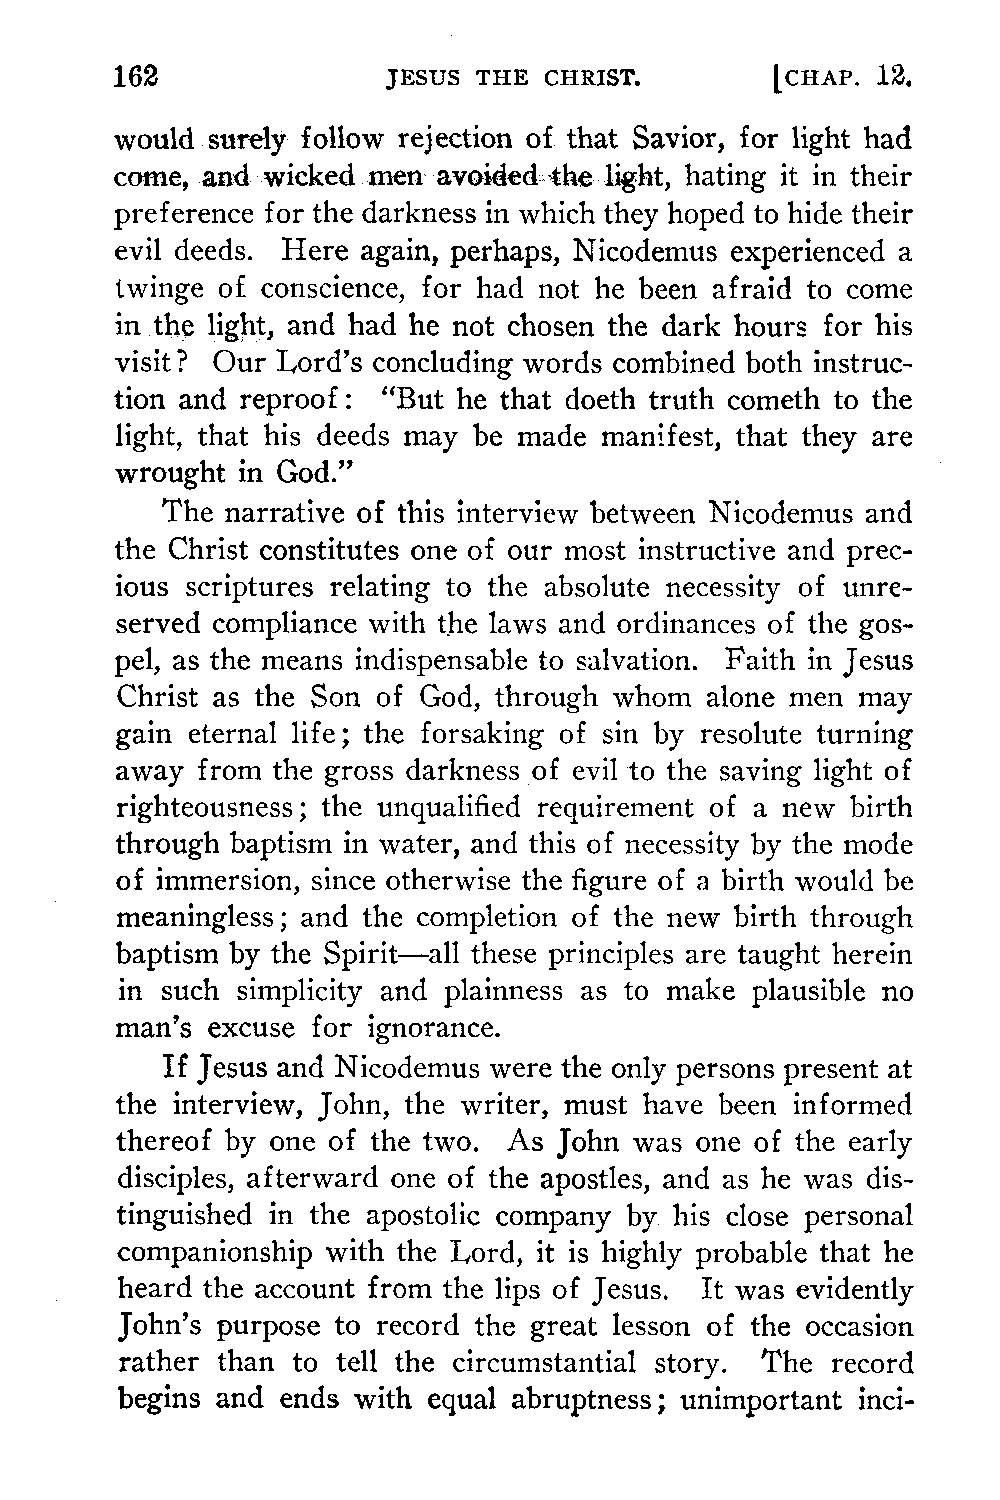 162 JESUS THE CHRIST. [CHAP. 12.
would surely follow rejection of that Savior, for light had
come, and wicked men avoided the light, hating it in their
preference for the darkness in which they hoped to hide their
evil deeds. Here again, perhaps, Nicodemus experienced a
twinge of conscience, for had not he been afraid to come
in the light, and had he not chosen the dark hours for his
visit? Our Lord's concluding words combined both instruc-
tion and reproof: "But he that doeth truth cometh to the
light, that his deeds may be made manifest, that they are
wrought in God."
The narrative of this interview between Nicodemus and
the Christ constitutes one of our most instructive and prec-
ious scriptures relating to the absolute necessity of unre-
served compliance with the laws and ordinances of the gos-
pel, as the means indispensable to salvation. Faith in Jesus
Christ as the Son of God, through whom alone men may
gain eternal life; the forsaking of sin by resolute turning
away from the gross darkness of evil to the saving light of
righteousness; the unqualified requirement of a new birth
through baptism in water, and this of necessity by the mode
of immersion, since otherwise the figure of a birth would be
meaningless; and the completion of the new birth through
baptism by the Spirit—all these principles are taught herein
in such simplicity and plainness as to make plausible no
man's excuse for ignorance.
If Jesus and Nicodemus were the only persons present at
the interview, John, the writer, must have been informed
thereof by one of the two. As John was one of the early
disciples, afterward one of the apostles, and as he was dis-
tinguished in the apostolic company by his close personal
companionship with the Lord, it is highly probable that he
heard the account from the lips of Jesus. It was evidently
John's purpose to record the great lesson of the occasion
rather than to tell the circumstantial story. The record
begins and ends with equal abruptness; unimportant inci-